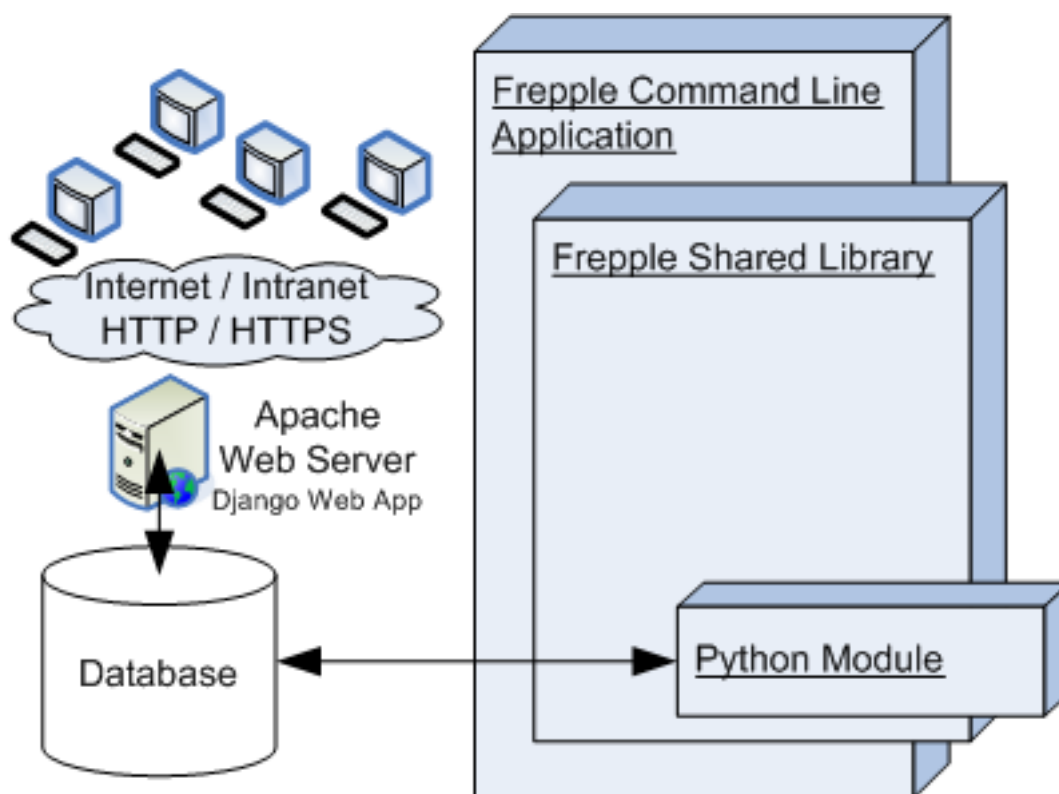 Frepple Command Line
Application
Frepple Shared Library
Internet / Intranet
HTTP / HTTPS
Apache
Web Server
Django Web App
Database
Python Module